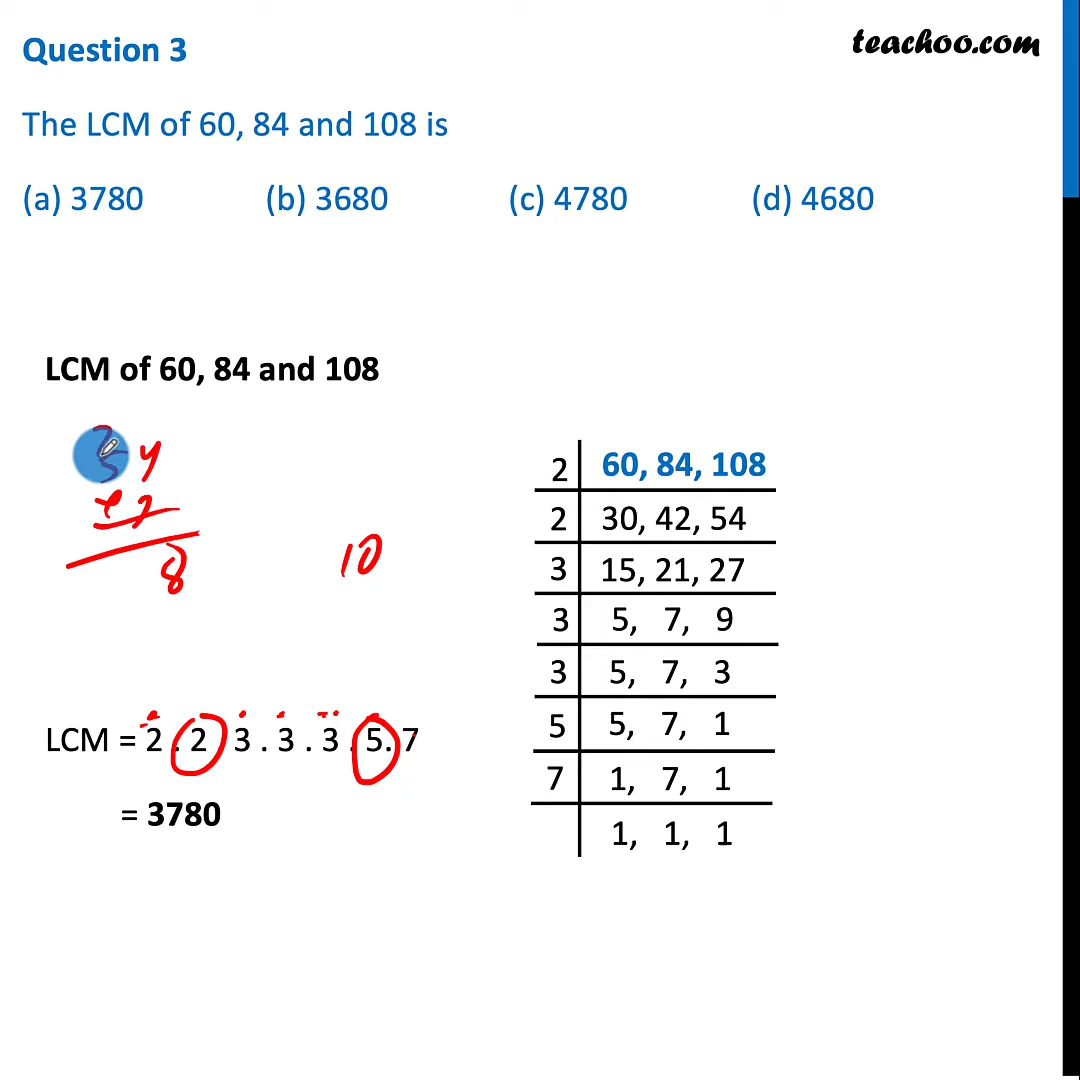 Question 3
teachoo.com
The LCM of 60, 84 and 108 is
(a) 3780 (b) 3680 (c) 4780 (d) 4680
LCM of 60, 84 and 108
4
2
8
10
2 60, 84, 108
2 30, 42, 54
3 15, 21, 27
3 5, 7, 9
3 5, 7, 3
5 5, 7, 1
7 1, 7, 1
1, 1, 1
LCM = 2 . 2 3 . 3 . 3 . 5. 7
= 3780